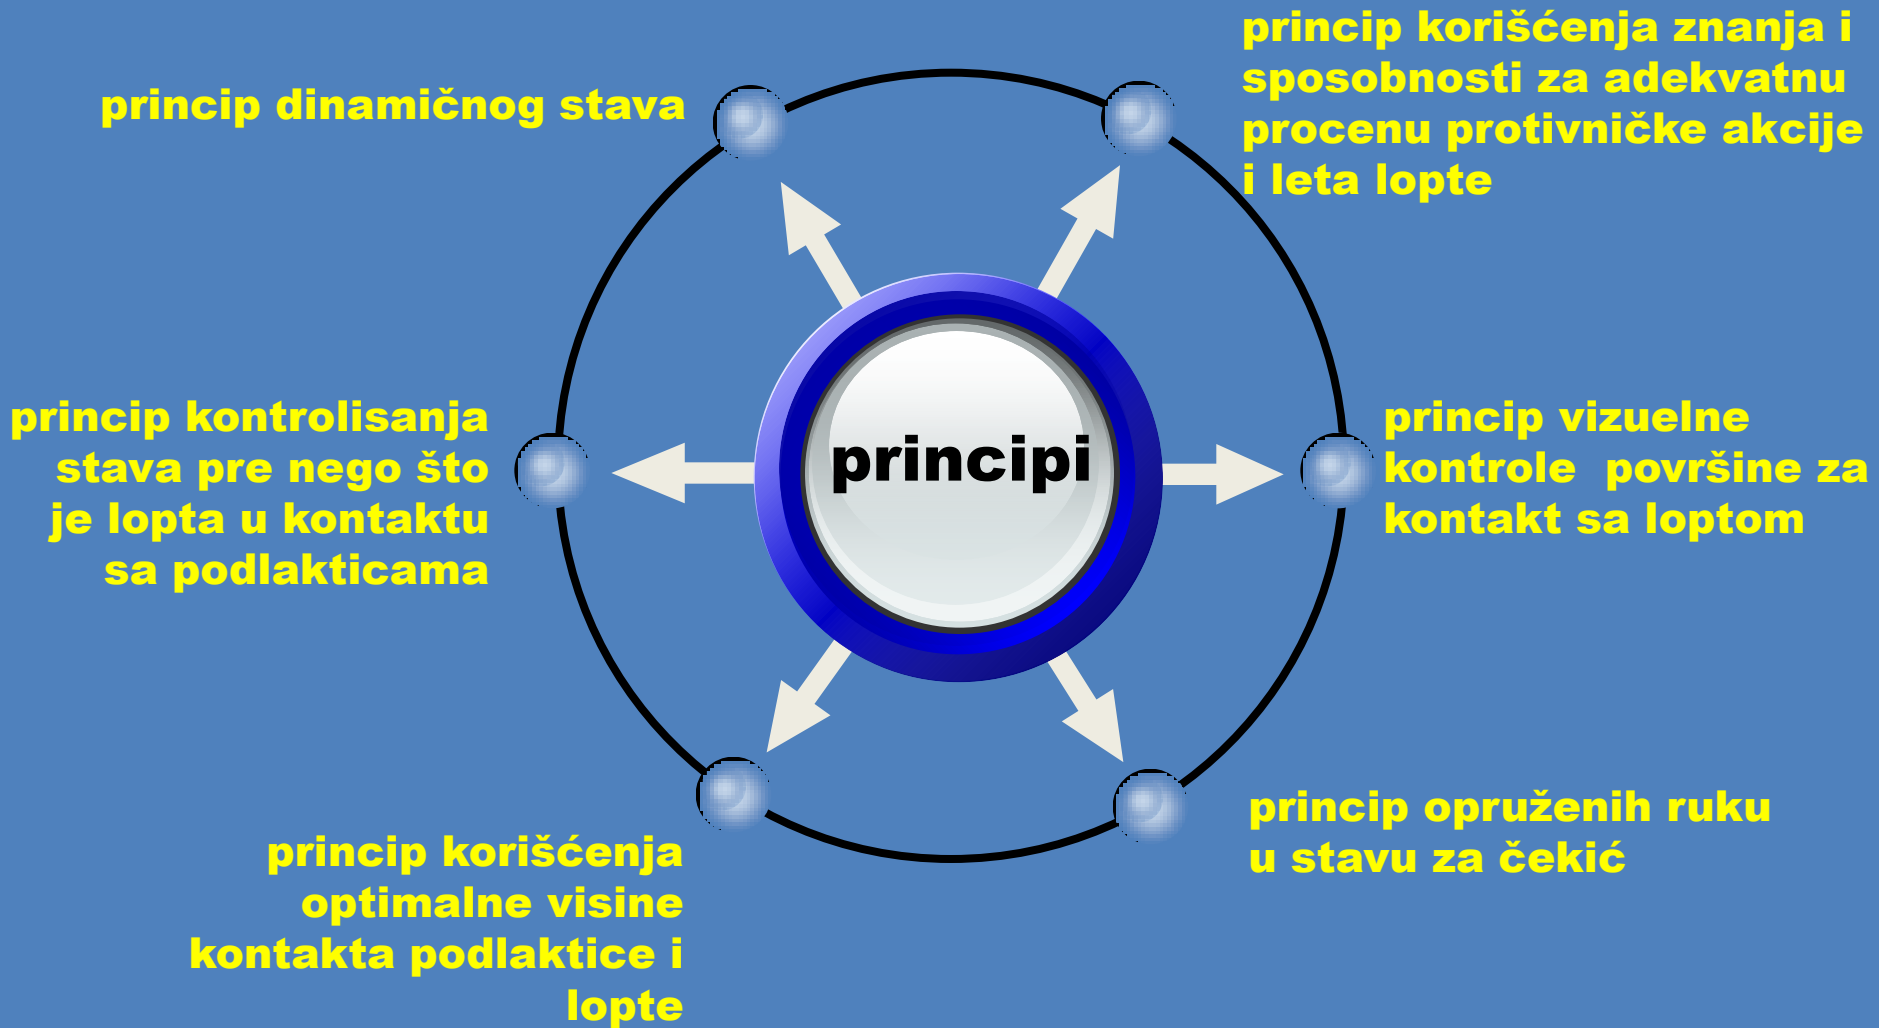 princip dinamičnog stava
princip korišćenja znanja i
sposobnosti za adekvatnu
procenu protivničke akcije
i leta lopte
princip kontrolisanja
stava pre nego što
je lopta u kontaktu
sa podlakticama
principi
princip vizuelne
kontrole  površine za
kontakt sa loptom
princip korišćenja
optimalne visine
kontakta podlaktice i
lopte
princip opruženih ruku
u stavu za čekić